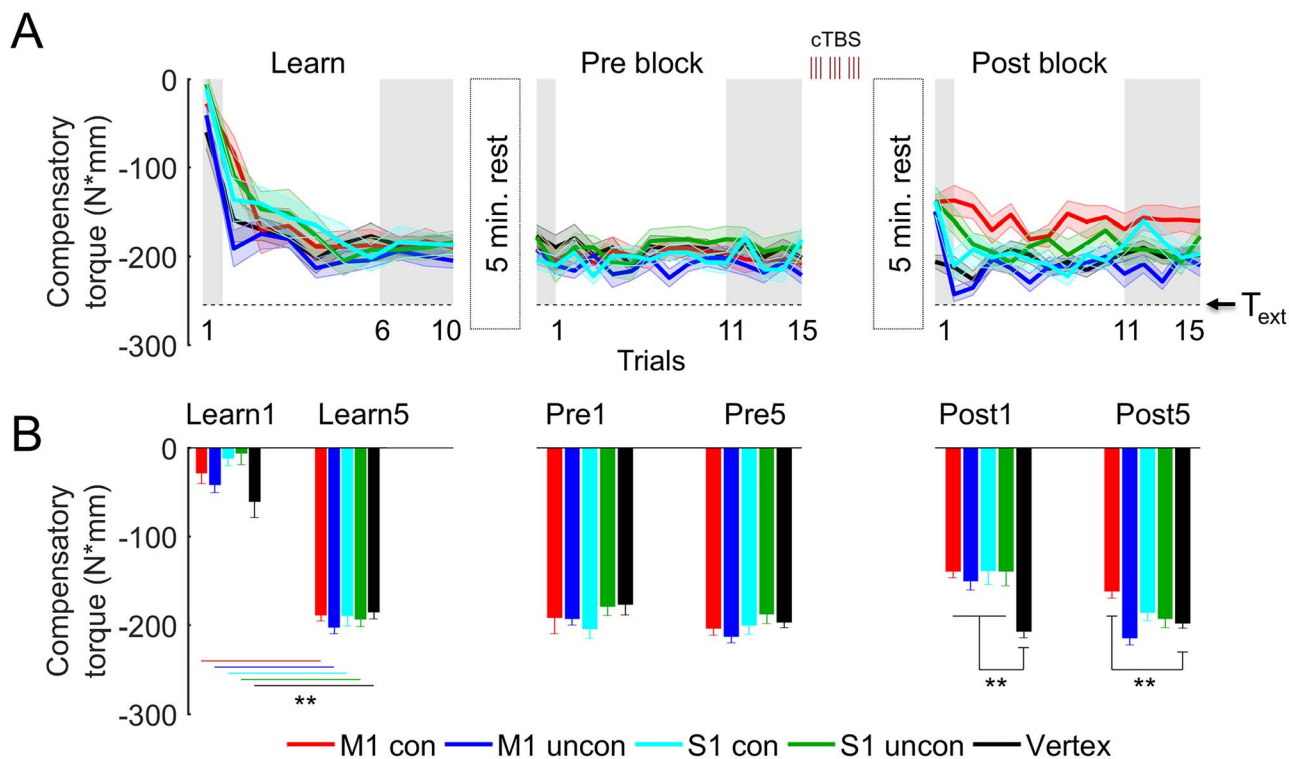 A
cTBS
Learn
Pre block
Post block
Compensatory
torque (N*mm)
0
-100
-200
-300
5 min. rest
5 min. rest
T_ext
1
6
10
1
11
15
1
11
15
Trials
B
Learn1
Learn5
Pre1
Pre5
Post1
Post5
Compensatory
torque (N*mm)
0
-100
-200
-300
**
**
**
M1 con
M1 uncon
S1 con
S1 uncon
Vertex